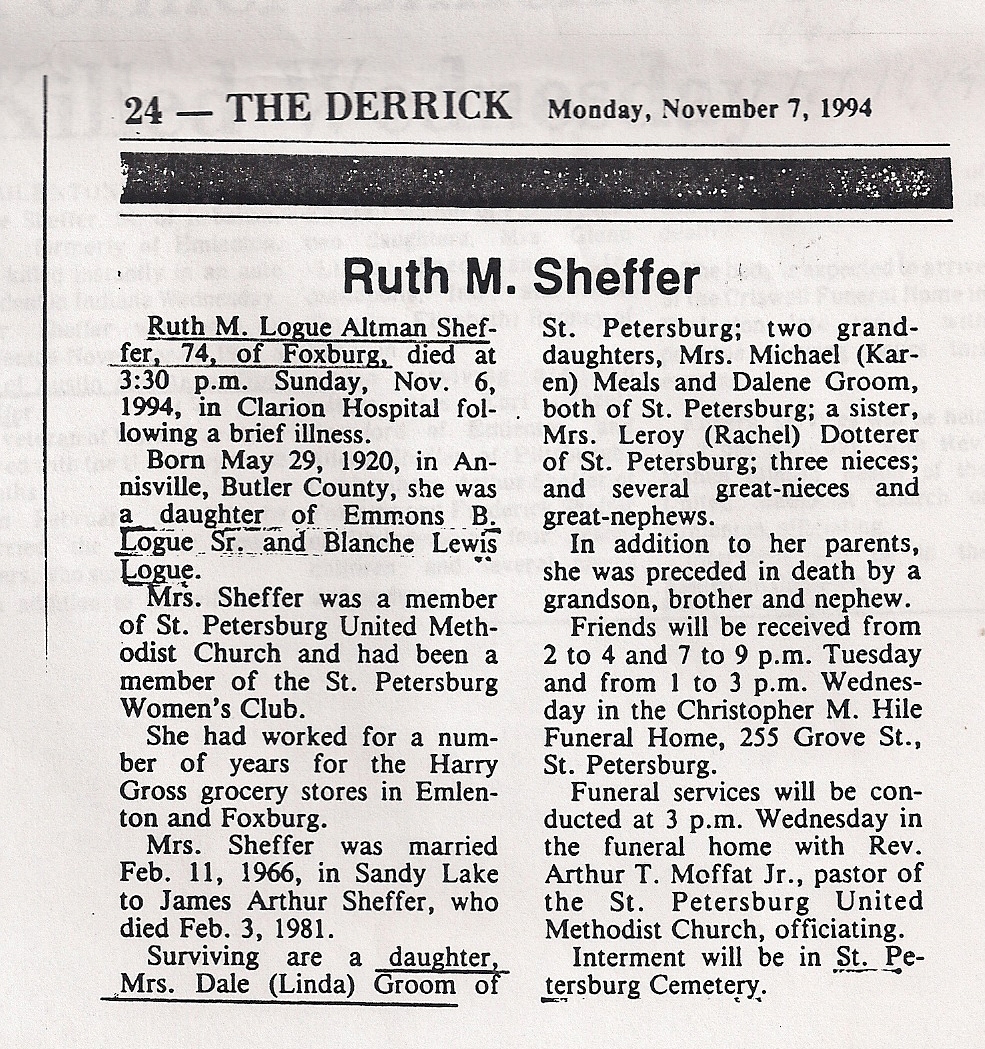 24 — THE DERRICK Monday, November 7, 1994
Ruth M. Sheffer
Ruth M. Logue Altman Shef-
fer, 74, of Foxburg, died at
3:30 p.m. Sunday, Nov. 6,
1994, in Clarion Hospital fol-
lowing a brief illness.
Born May 29, 1920, in An-
nisville, Butler County, she was
a daughter of Emmons B.
Logue Sr. and Blanche Lewis
Logue.
Mrs. Sheffer was a member
of St. Petersburg United Meth-
odist Church and had been a
member of the St. Petersburg
Women's Club.
She had worked for a num-
ber of years for the Harry
Gross grocery stores in Emlen-
ton and Foxburg.
Mrs. Sheffer was married
Feb. 11, 1966, in Sandy Lake
to James Arthur Sheffer, who
died Feb. 3, 1981.
Surviving are a daughter,
Mrs. Dale (Linda) Groom of
St. Petersburg; two grand-
daughters, Mrs. Michael (Kar-
en) Meals and Dalene Groom,
both of St. Petersburg; a sister,
Mrs. Leroy (Rachel) Dotterer
of St. Petersburg; three nieces;
and several great-nieces and
great-nephews.
In addition to her parents,
she was preceded in death by a
grandson, brother and nephew.
Friends will be received from
2 to 4 and 7 to 9 p.m. Tuesday
and from 1 to 3 p.m. Wednes-
day in the Christopher M. Hile
Funeral Home, 255 Grove St.,
St. Petersburg.
Funeral services will be con-
ducted at 3 p.m. Wednesday in
the funeral home with Rev.
Arthur T. Moffat Jr., pastor of
the St. Petersburg United
Methodist Church, officiating.
Interment will be in St. Pe-
tersburg Cemetery.